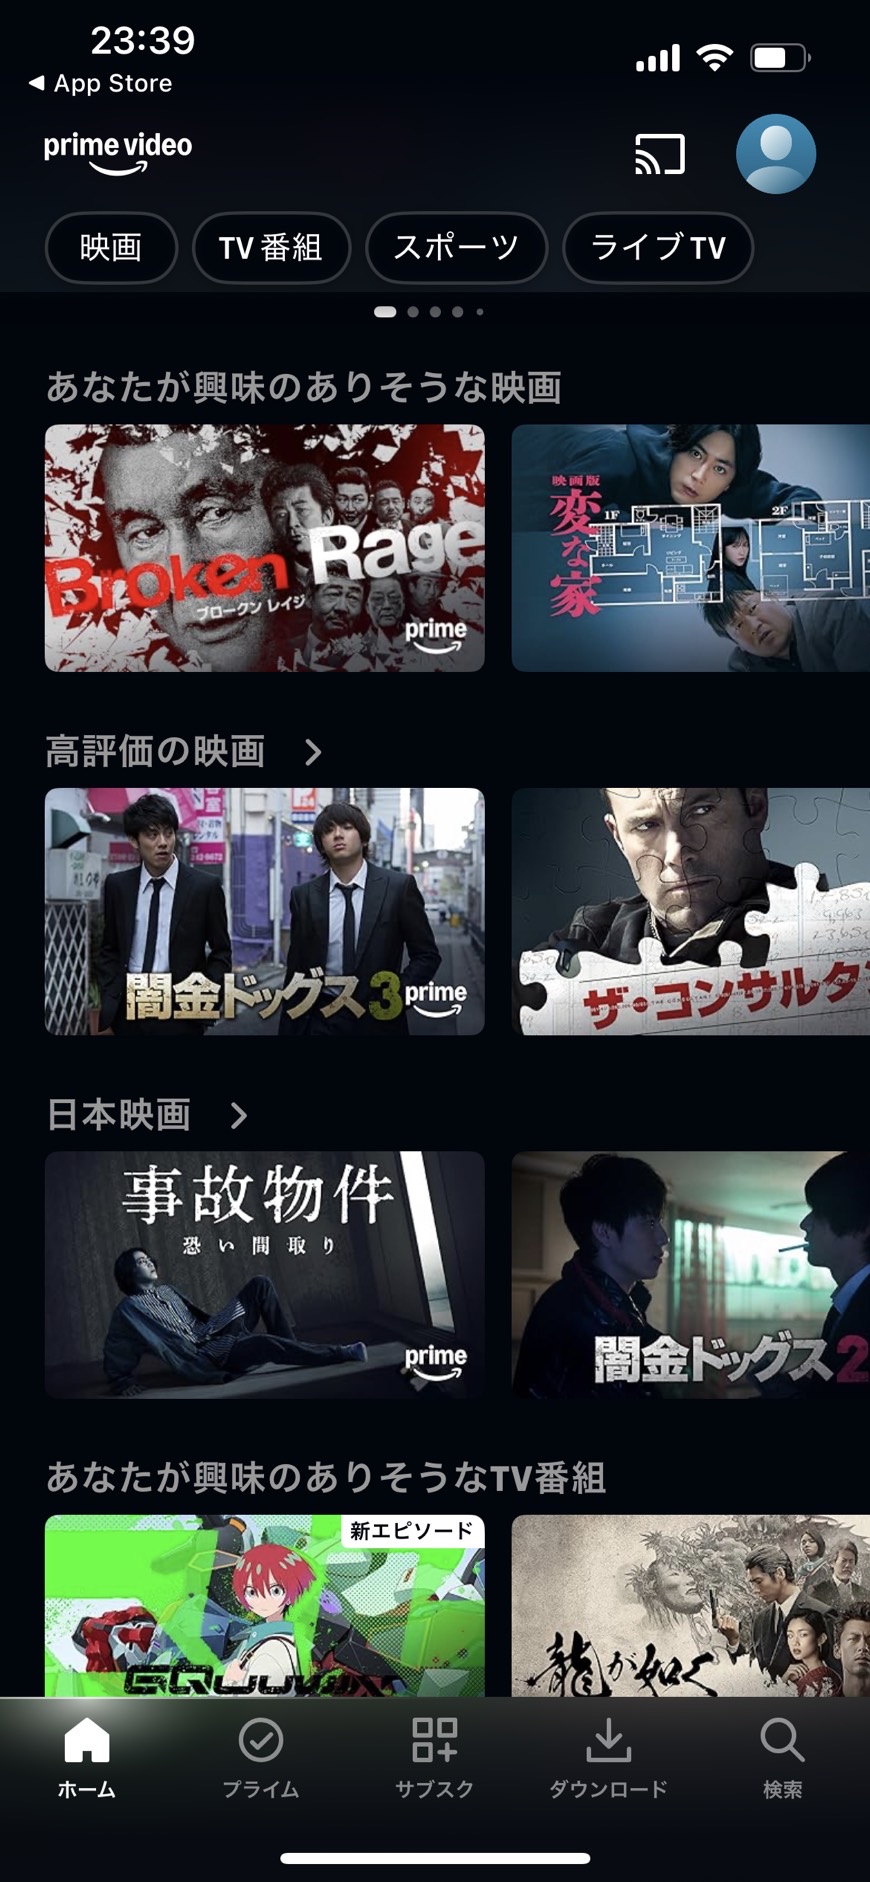 23:39
App Store
prime video
映画
TV 番組
スポーツ
ライブ TV
あなたが興味のありそうな映画
Broken Rage
ブロークン レイジ
prime
映画版
変な家
1F
2F
高評価の映画
闇金ドッグス3
prime
ザ・コンサルタン
日本映画
事故物件
恐い間取り
prime
闇金ドッグス2
あなたが興味のありそうなTV番組
新エピソード
GQuuuuuuX
龍が如く
ホーム
プライム
サブスク
ダウンロード
検索